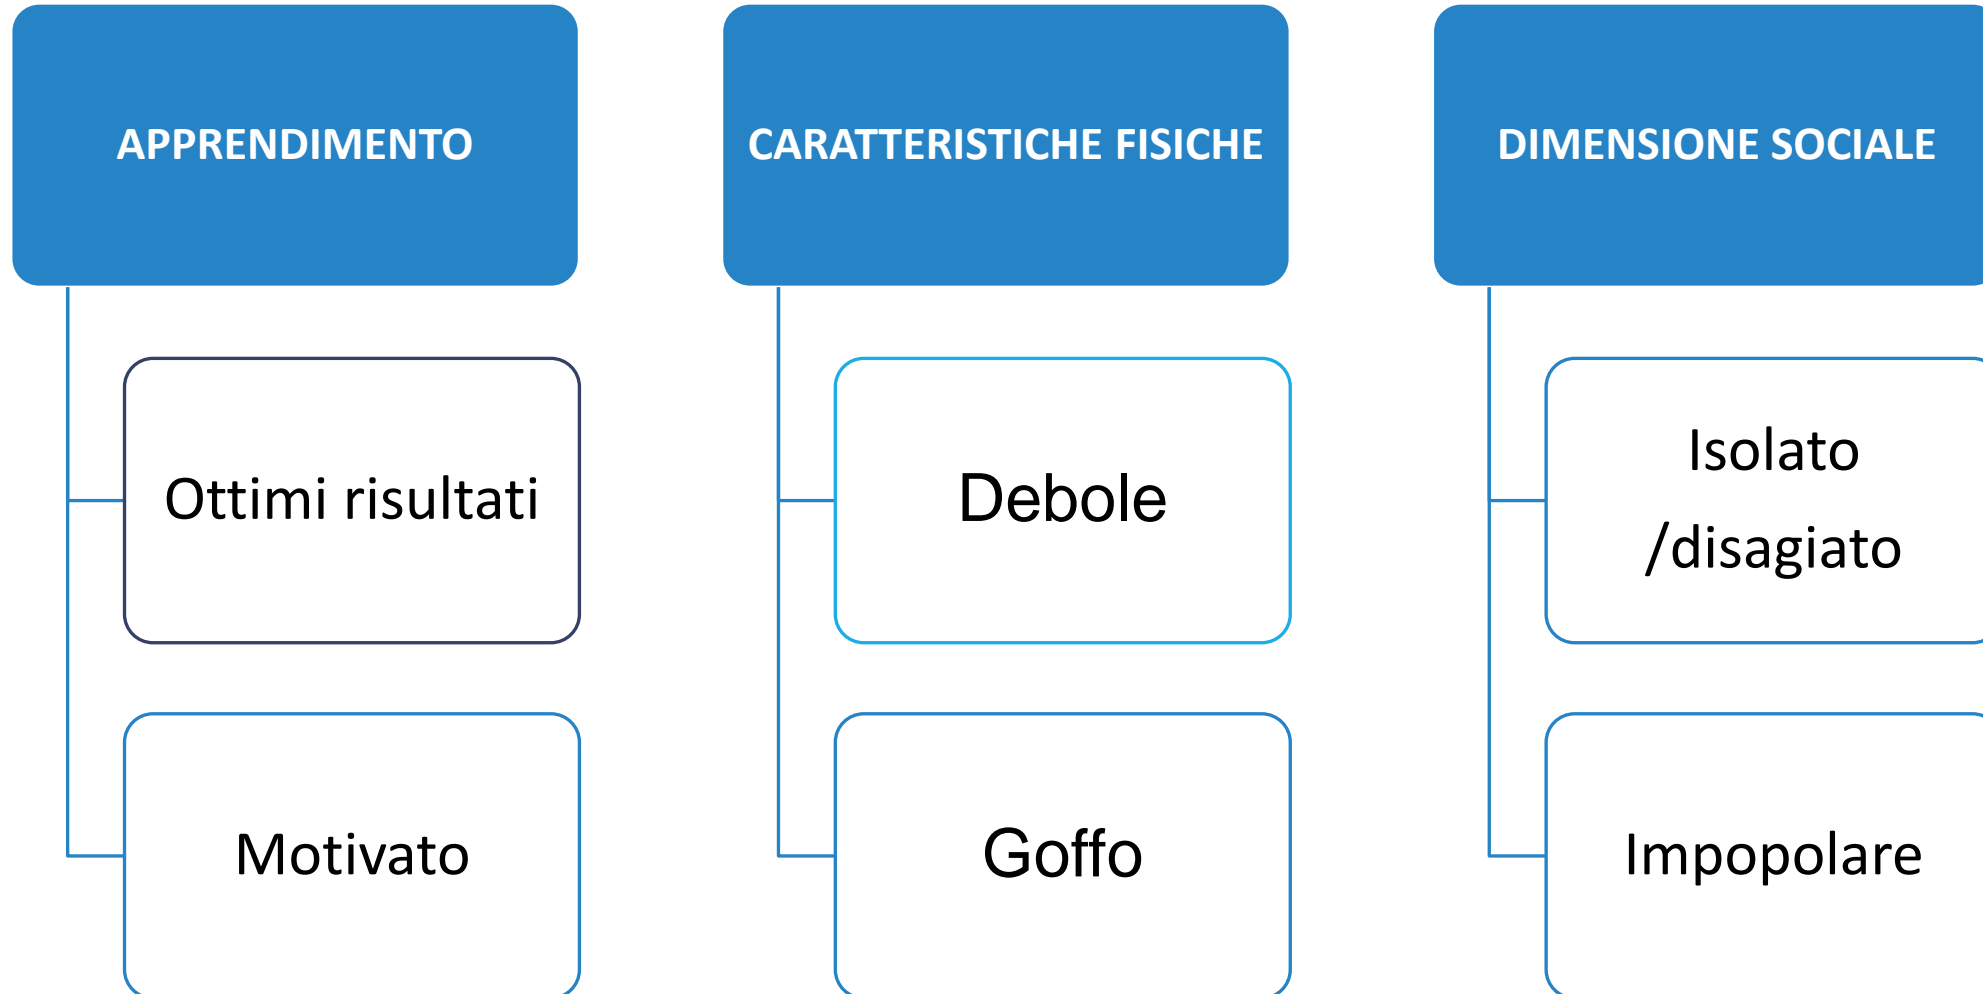 APPRENDIMENTO
Ottimi risultati
Motivato
CARATTERISTICHE FISICHE
Debole
Goffo
DIMENSIONE SOCIALE
Isolato
/disagiato
Impopolare